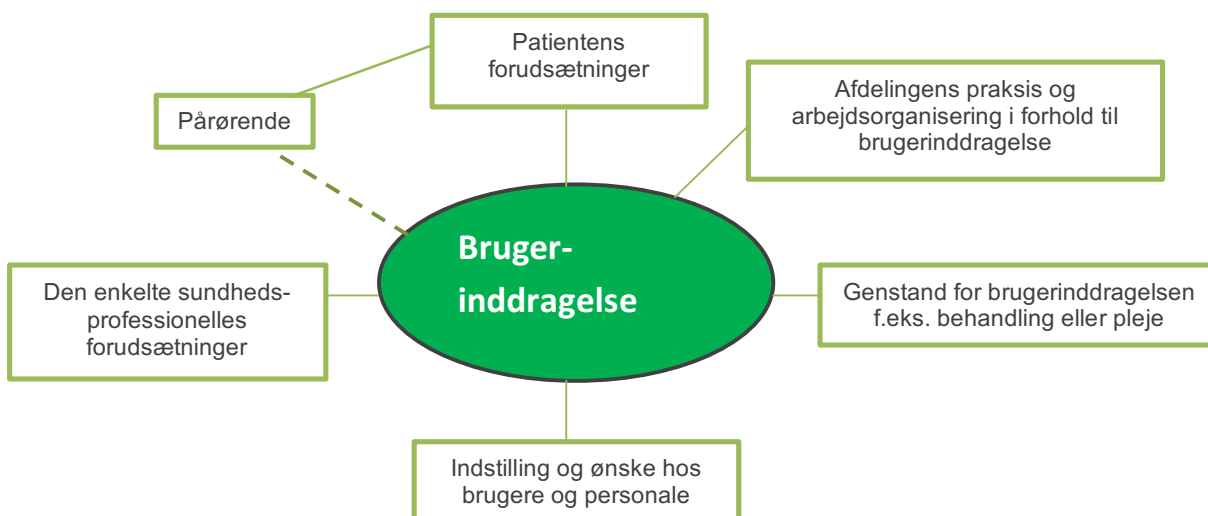 Patientens
forudsætninger
Pårørende
Afdelingens praksis og
arbejdsorganisering i forhold til
brugerinddragelse
Bruger-
inddragelse
Den enkelte sundheds-
professionelles
forudsætninger
Genstand for brugerinddragelsen
f.eks. behandling eller pleje
Indstilling og ønske hos
brugere og personale